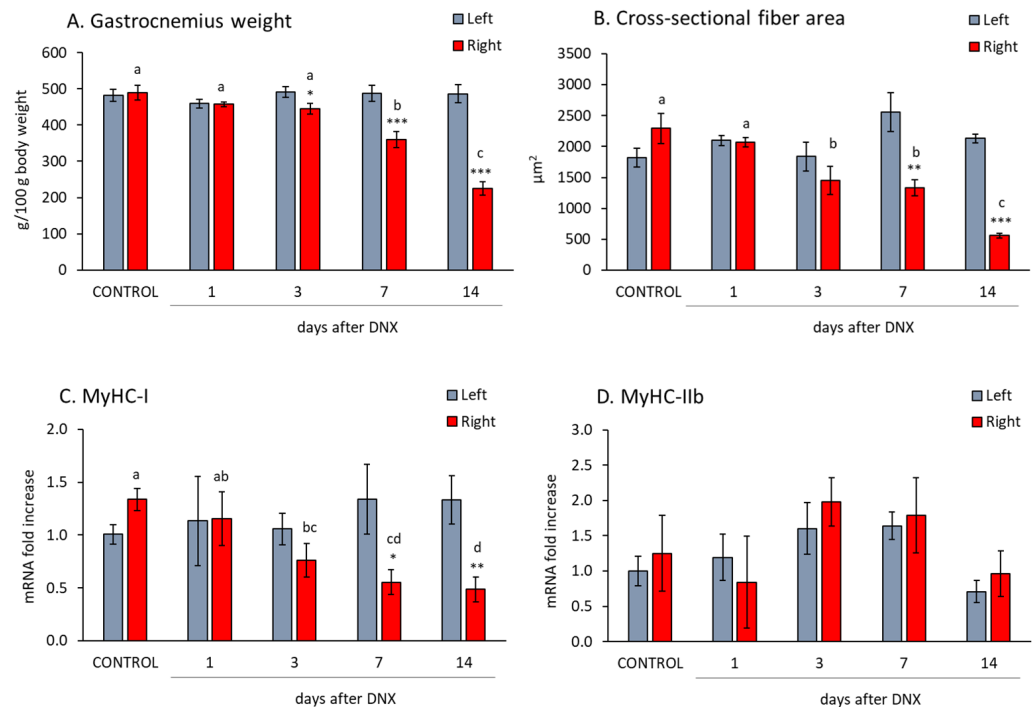 A. Gastrocnemius weight
Left
Right
g/100 g body weight
600
500
400
300
200
100
0
a
a
a
*
b
***
c
***
CONTROL 1 3 7 14
days after DNX
B. Cross-sectional fiber area
Left
Right
µm²
3500
3000
2500
2000
1500
1000
500
0
a
a
b
b
**
c
***
CONTROL 1 3 7 14
days after DNX
C. MyHC-I
Left
Right
mRNA fold increase
2.0
1.5
1.0
0.5
0.0
a
ab
bc
cd
*
d
**
CONTROL 1 3 7 14
days after DNX
D. MyHC-IIb
Left
Right
mRNA fold increase
3.0
2.5
2.0
1.5
1.0
0.5
0.0
CONTROL 1 3 7 14
days after DNX